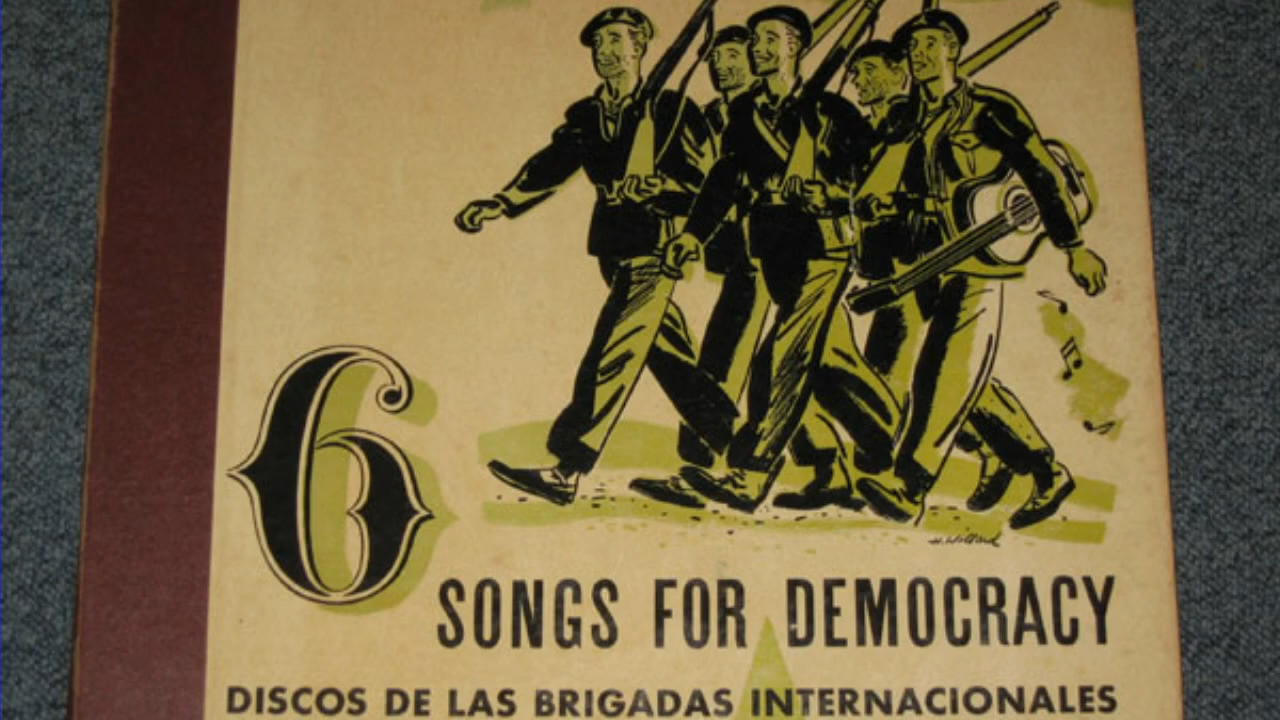 6
SONGS FOR DEMOCRACY
DISCOS DE LAS BRIGADAS INTERNACIONALES